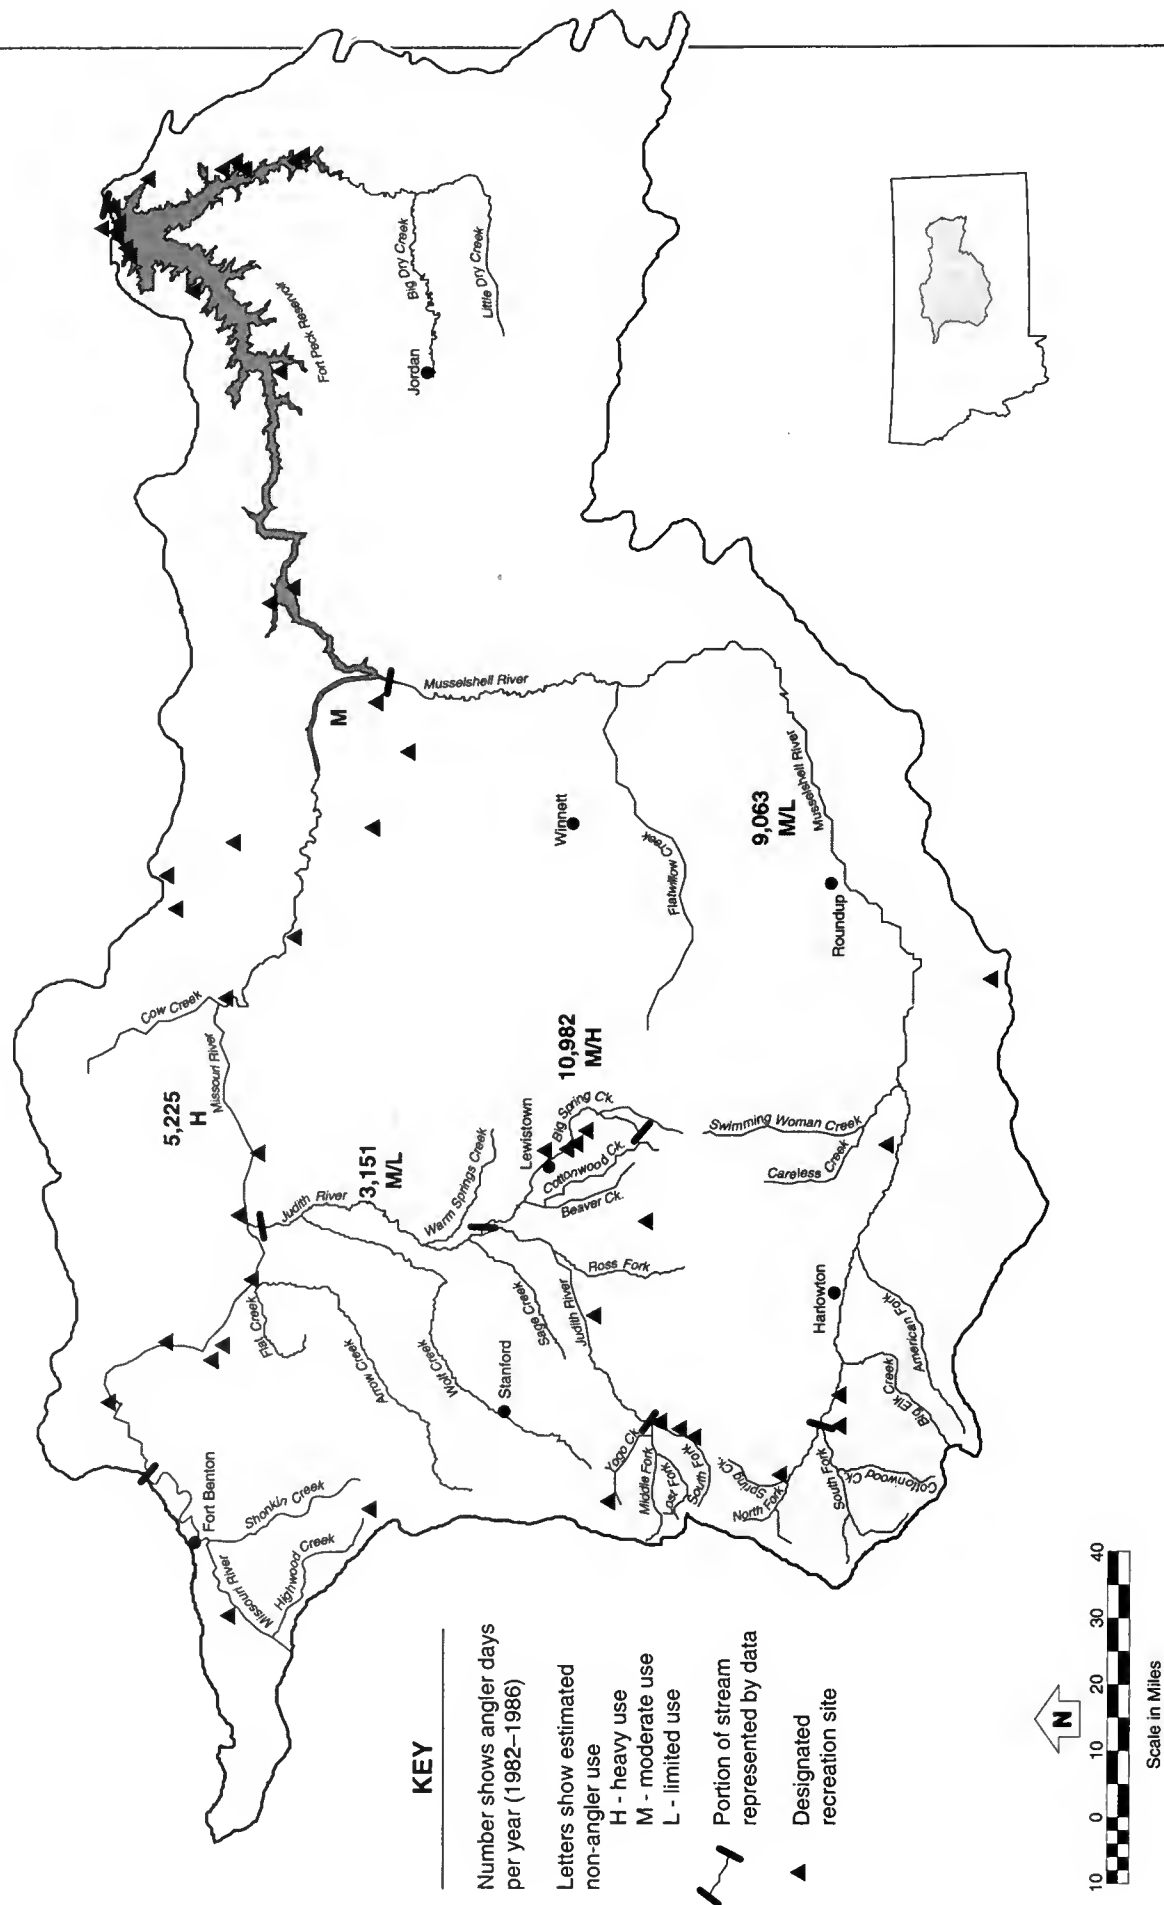 Fort Peck Reservoir
Big Dry Creek
Little Dry Creek
Jordan
Musselshell River
M
Winnett
Flatwillow
Creek
9,063
M/L
Musselshell River
Roundup
Cow Creek
Missouri River
5,225
H
10,982
M/H
Lewistown
Big Spring Ck.
Cottonwood Ck.
Beaver Ck.
Swimming Woman Creek
Careless
Creek
Judith River
3,151
M/L
Warm Springs Creek
Ross Fork
Judith River
Sage Creek
Harlowton
American Fork
Big Elk
Creek
Flat Creek
Arrow Creek
Wolf Creek
Stanford
Yogo Ck.
Middle Fork
Lost Fork
South Fork
Spring Ck.
North Fork
South Fork
Cottonwood Ck.
Fort Benton
Shonkin Creek
Highwood Creek
Missouri River
KEY
Number shows angler days
per year (1982–1986)
Letters show estimated
non-angler use
H - heavy use
M - moderate use
L - limited use
Portion of stream
represented by data
Designated
recreation site
N
10 0 10 20 30 40
Scale in Miles